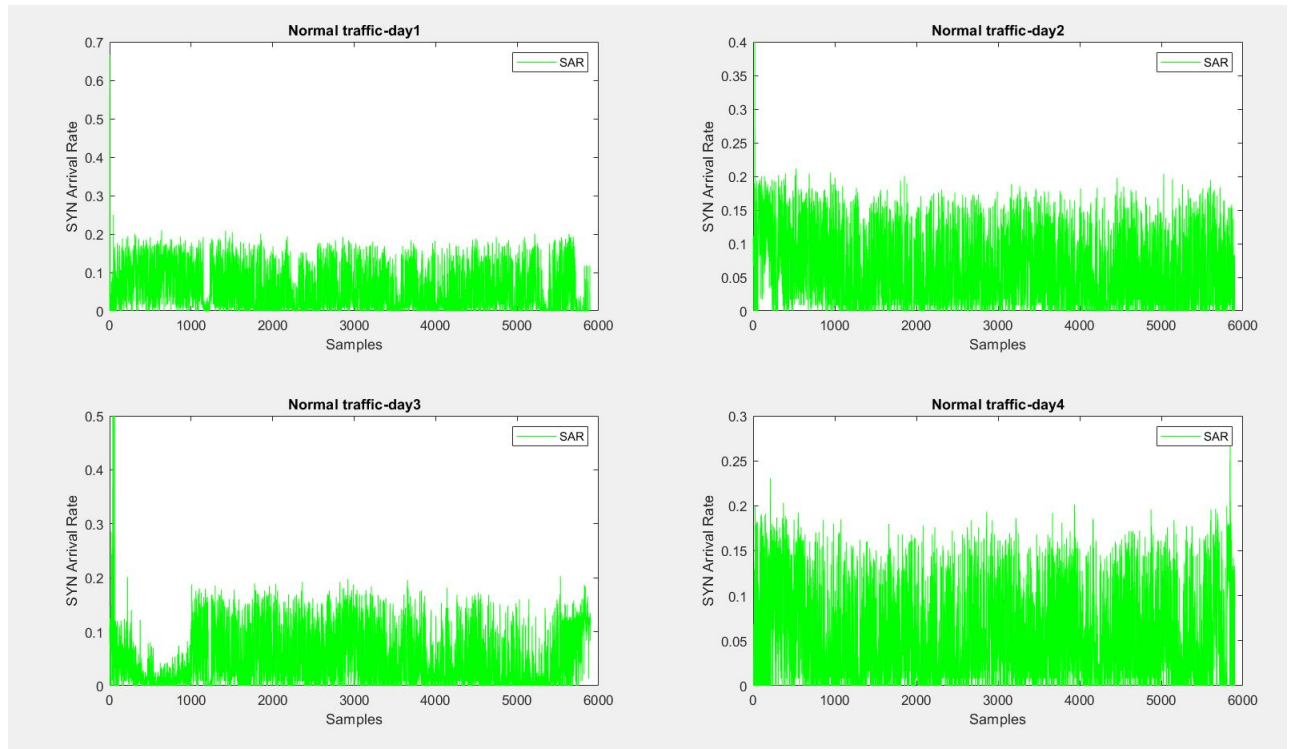 Normal traffic-day1
SAR
SYN Arrival Rate
0.7
0.6
0.5
0.4
0.3
0.2
0.1
0
0 1000 2000 3000 4000 5000 6000
Samples
Normal traffic-day2
SAR
SYN Arrival Rate
0.4
0.35
0.3
0.25
0.2
0.15
0.1
0.05
0
0 1000 2000 3000 4000 5000 6000
Samples
Normal traffic-day3
SAR
SYN Arrival Rate
0.5
0.4
0.3
0.2
0.1
0
0 1000 2000 3000 4000 5000 6000
Samples
Normal traffic-day4
SAR
SYN Arrival Rate
0.3
0.25
0.2
0.15
0.1
0.05
0
0 1000 2000 3000 4000 5000 6000
Samples